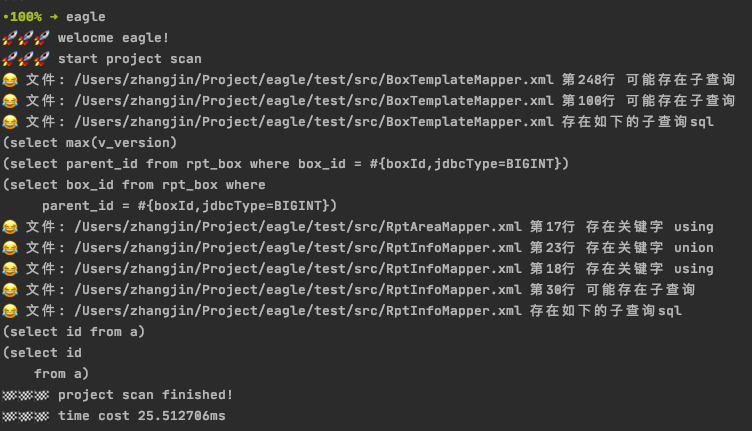 •100% ➜ eagle
🚀🚀🚀 welocme eagle!
🚀🚀🚀 start project scan
😂 文件: /Users/zhangjin/Project/eagle/test/src/BoxTemplateMapper.xml 第248行 可能存在子查询
😂 文件: /Users/zhangjin/Project/eagle/test/src/BoxTemplateMapper.xml 第100行 可能存在子查询
😂 文件: /Users/zhangjin/Project/eagle/test/src/BoxTemplateMapper.xml 存在如下的子查询sql
(select max(v_version)
(select parent_id from rpt_box where box_id = #{boxId,jdbcType=BIGINT})
(select box_id from rpt_box where
     parent_id = #{boxId,jdbcType=BIGINT})
😂 文件: /Users/zhangjin/Project/eagle/test/src/RptAreaMapper.xml 第17行 存在关键字 using
😂 文件: /Users/zhangjin/Project/eagle/test/src/RptInfoMapper.xml 第23行 存在关键字 union
😂 文件: /Users/zhangjin/Project/eagle/test/src/RptInfoMapper.xml 第18行 存在关键字 using
😂 文件: /Users/zhangjin/Project/eagle/test/src/RptInfoMapper.xml 第30行 可能存在子查询
😂 文件: /Users/zhangjin/Project/eagle/test/src/RptInfoMapper.xml 存在如下的子查询sql
(select id from a)
(select id
    from a)
🏁🏁🏁 project scan finished!
🏁🏁🏁 time cost 25.512706ms